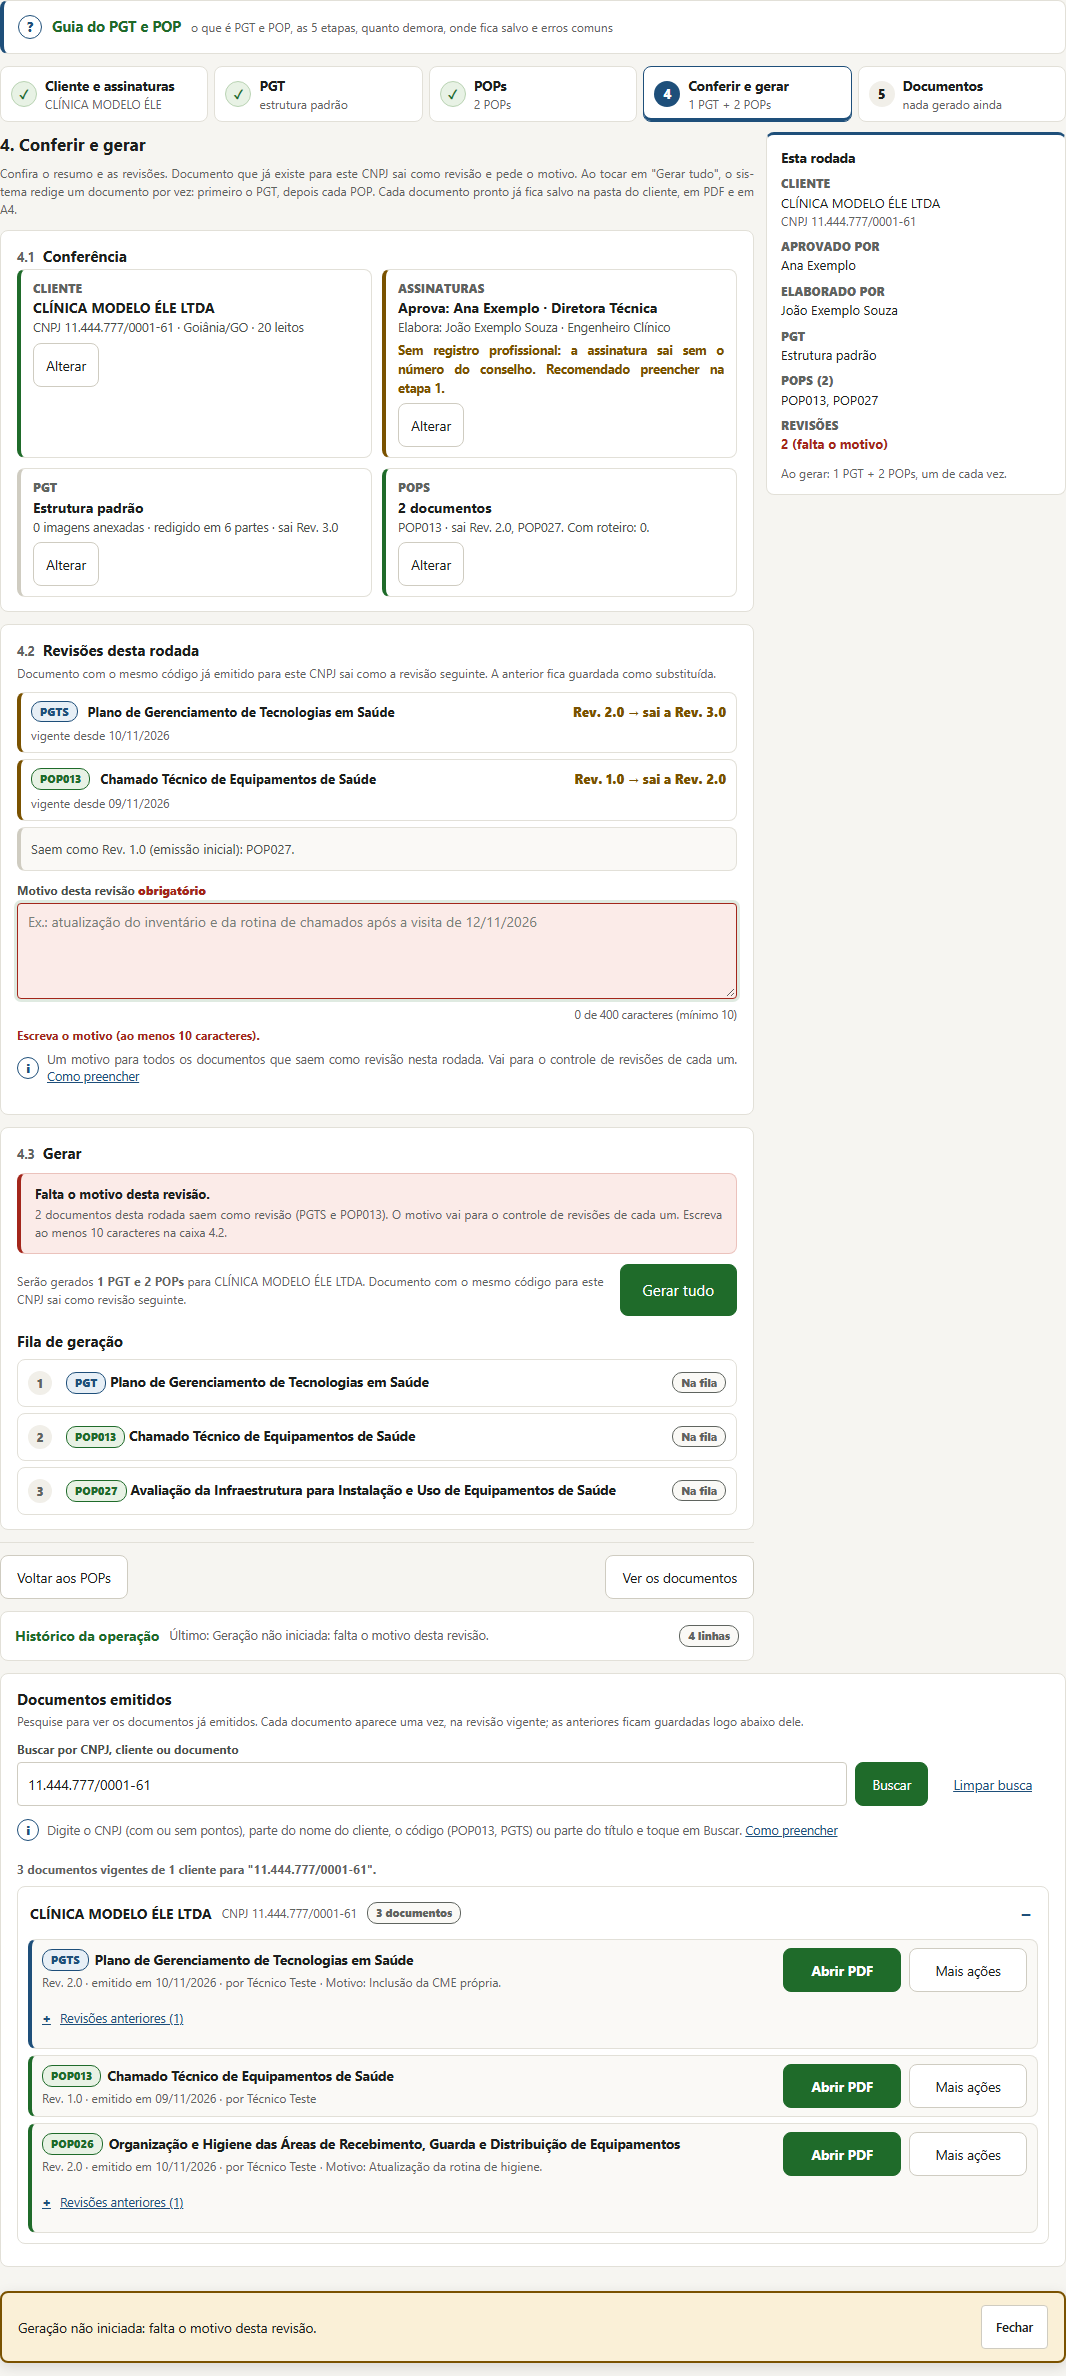 ? Guia do PGT e POP o que é PGT e POP, as 5 etapas, quanto demora, onde fica salvo e erros comuns
✓ Cliente e assinaturas
CLÍNICA MODELO ÉLE
✓ PGT
estrutura padrão
✓ POPs
2 POPs
4 Conferir e gerar
1 PGT + 2 POPs
5 Documentos
nada gerado ainda
4. Conferir e gerar
Confira o resumo e as revisões. Documento que já existe para este CNPJ sai como revisão e pede o motivo. Ao tocar em "Gerar tudo", o sis-
tema redige um documento por vez: primeiro o PGT, depois cada POP. Cada documento pronto já fica salvo na pasta do cliente, em PDF e em
A4.
4.1 Conferência
CLIENTE
CLÍNICA MODELO ÉLE LTDA
CNPJ 11.444.777/0001-61 · Goiânia/GO · 20 leitos
Alterar
ASSINATURAS
Aprova: Ana Exemplo · Diretora Técnica
Elabora: João Exemplo Souza · Engenheiro Clínico
Sem registro profissional: a assinatura sai sem o
número do conselho. Recomendado preencher na
etapa 1.
Alterar
PGT
Estrutura padrão
0 imagens anexadas · redigido em 6 partes · sai Rev. 3.0
Alterar
POPS
2 documentos
POP013 · sai Rev. 2.0, POP027. Com roteiro: 0.
Alterar
Esta rodada
CLIENTE
CLÍNICA MODELO ÉLE LTDA
CNPJ 11.444.777/0001-61
APROVADO POR
Ana Exemplo
ELABORADO POR
João Exemplo Souza
PGT
Estrutura padrão
POPS (2)
POP013, POP027
REVISÕES
2 (falta o motivo)
Ao gerar: 1 PGT + 2 POPs, um de cada vez.
4.2 Revisões desta rodada
Documento com o mesmo código já emitido para este CNPJ sai como a revisão seguinte. A anterior fica guardada como substituída.
PGTS Plano de Gerenciamento de Tecnologias em Saúde Rev. 2.0 → sai a Rev. 3.0
vigente desde 10/11/2026
POP013 Chamado Técnico de Equipamentos de Saúde Rev. 1.0 → sai a Rev. 2.0
vigente desde 09/11/2026
Saem como Rev. 1.0 (emissão inicial): POP027.
Motivo desta revisão obrigatório
Ex.: atualização do inventário e da rotina de chamados após a visita de 12/11/2026
0 de 400 caracteres (mínimo 10)
Escreva o motivo (ao menos 10 caracteres).
i Um motivo para todos os documentos que saem como revisão nesta rodada. Vai para o controle de revisões de cada um.
Como preencher
4.3 Gerar
Falta o motivo desta revisão.
2 documentos desta rodada saem como revisão (PGTS e POP013). O motivo vai para o controle de revisões de cada um. Escreva
ao menos 10 caracteres na caixa 4.2.
Serão gerados 1 PGT e 2 POPs para CLÍNICA MODELO ÉLE LTDA. Documento com o mesmo código para este
CNPJ sai como revisão seguinte.
Gerar tudo
Fila de geração
1 PGT Plano de Gerenciamento de Tecnologias em Saúde Na fila
2 POP013 Chamado Técnico de Equipamentos de Saúde Na fila
3 POP027 Avaliação da Infraestrutura para Instalação e Uso de Equipamentos de Saúde Na fila
Voltar aos POPs Ver os documentos
Histórico da operação Último: Geração não iniciada: falta o motivo desta revisão. 4 linhas
Documentos emitidos
Pesquise para ver os documentos já emitidos. Cada documento aparece uma vez, na revisão vigente; as anteriores ficam guardadas logo abaixo dele.
Buscar por CNPJ, cliente ou documento
11.444.777/0001-61 Buscar Limpar busca
i Digite o CNPJ (com ou sem pontos), parte do nome do cliente, o código (POP013, PGTS) ou parte do título e toque em Buscar. Como preencher
3 documentos vigentes de 1 cliente para "11.444.777/0001-61".
CLÍNICA MODELO ÉLE LTDA CNPJ 11.444.777/0001-61 3 documentos −
PGTS Plano de Gerenciamento de Tecnologias em Saúde
Rev. 2.0 · emitido em 10/11/2026 · por Técnico Teste · Motivo: Inclusão da CME própria.
Abrir PDF Mais ações
+ Revisões anteriores (1)
POP013 Chamado Técnico de Equipamentos de Saúde
Rev. 1.0 · emitido em 09/11/2026 · por Técnico Teste
Abrir PDF Mais ações
POP026 Organização e Higiene das Áreas de Recebimento, Guarda e Distribuição de Equipamentos
Rev. 2.0 · emitido em 10/11/2026 · por Técnico Teste · Motivo: Atualização da rotina de higiene.
Abrir PDF Mais ações
+ Revisões anteriores (1)
Geração não iniciada: falta o motivo desta revisão. Fechar